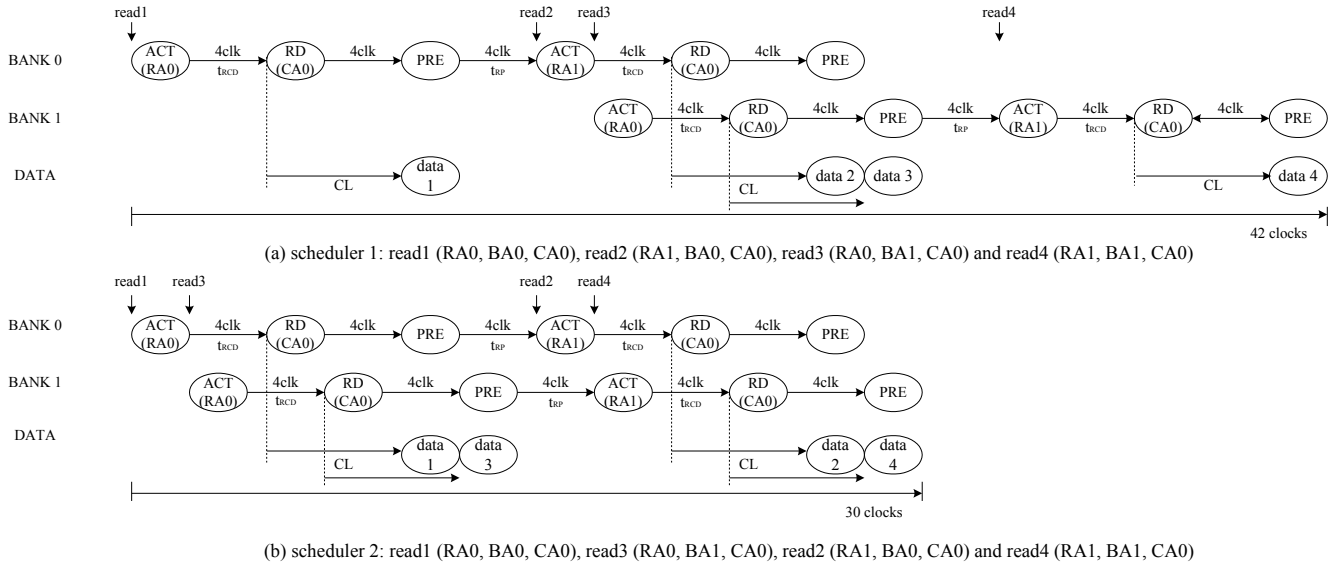 read1 read2 read3 read4
BANK 0 ACT (RA0) 4clk tRCD RD (CA0) 4clk PRE 4clk tRP ACT (RA1) 4clk tRCD RD (CA0) 4clk PRE
BANK 1 ACT (RA0) 4clk tRCD RD (CA0) 4clk PRE 4clk tRP ACT (RA1) 4clk tRCD RD (CA0) 4clk PRE
DATA CL data 1 CL data 2 data 3 CL data 4
42 clocks
(a) scheduler 1: read1 (RA0, BA0, CA0), read2 (RA1, BA0, CA0), read3 (RA0, BA1, CA0) and read4 (RA1, BA1, CA0)
read1 read3 read2 read4
BANK 0 ACT (RA0) 4clk tRCD RD (CA0) 4clk PRE 4clk tRP ACT (RA1) 4clk tRCD RD (CA0) 4clk PRE
BANK 1 ACT (RA0) 4clk tRCD RD (CA0) 4clk PRE 4clk tRP ACT (RA1) 4clk tRCD RD (CA0) 4clk PRE
DATA CL data 1 data 3 CL data 2 data 4
30 clocks
(b) scheduler 2: read1 (RA0, BA0, CA0), read3 (RA0, BA1, CA0), read2 (RA1, BA0, CA0) and read4 (RA1, BA1, CA0)